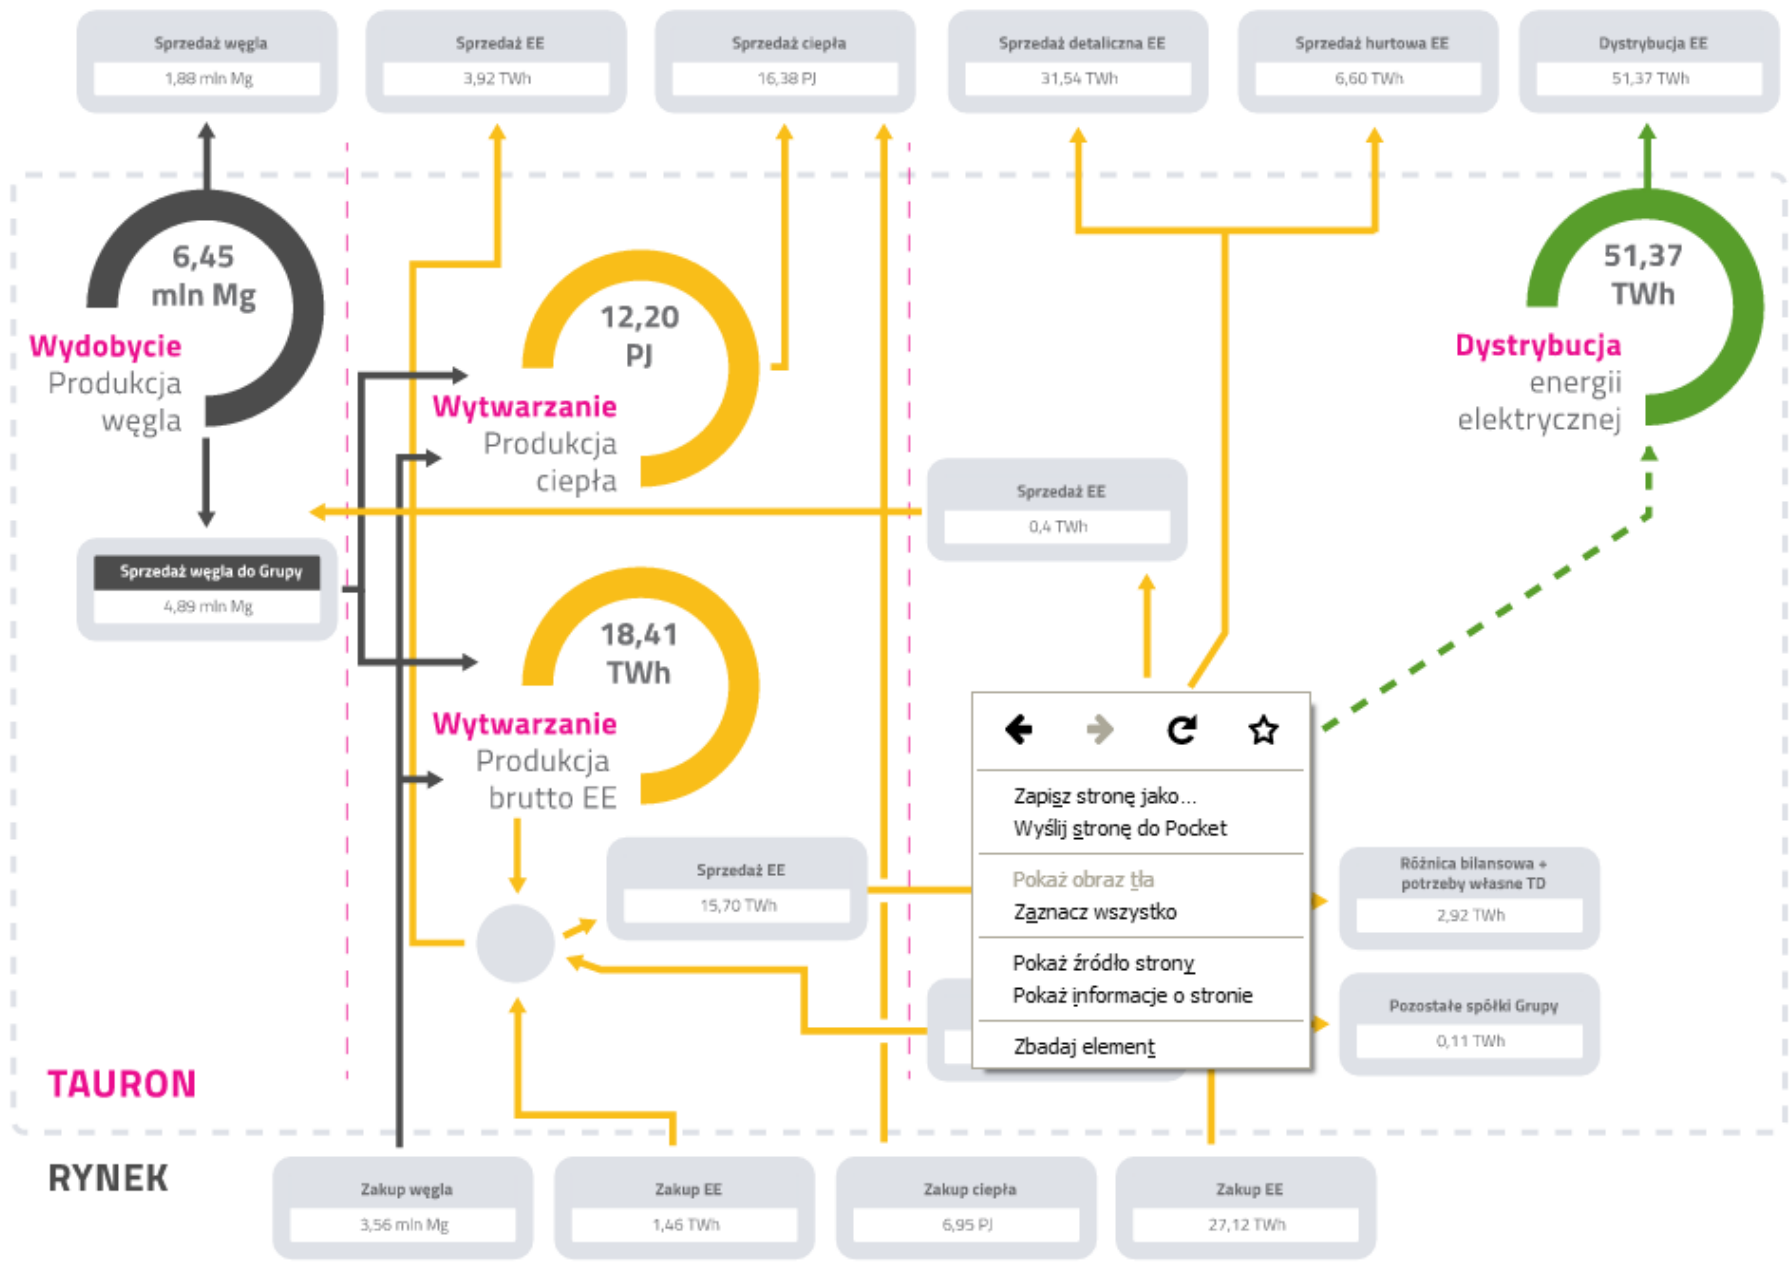 Sprzedaż węgla
1,88 mln Mg
Sprzedaż EE
3,92 TWh
Sprzedaż ciepła
16,38 PJ
Sprzedaż detaliczna EE
31,54 TWh
Sprzedaż hurtowa EE
6,60 TWh
Dystrybucja EE
51,37 TWh
6,45
mln Mg
Wydobycie
Produkcja
węgla
12,20
PJ
Wytwarzanie
Produkcja
ciepła
51,37
TWh
Dystrybucja
energii
elektrycznej
Sprzedaż EE
0,4 TWh
Sprzedaż węgla do Grupy
4,89 mln Mg
18,41
TWh
Wytwarzanie
Produkcja
brutto EE
Sprzedaż EE
15,70 TWh
Zapisz stronę jako...
Wyślij stronę do Pocket
Pokaż obraz tła
Zaznacz wszystko
Pokaż źródło strony
Pokaż informacje o stronie
Zbadaj element
Różnica bilansowa +
potrzeby własne TD
2,92 TWh
Pozostałe spółki Grupy
0,11 TWh
TAURON
RYNEK
Zakup węgla
3,56 mln Mg
Zakup EE
1,46 TWh
Zakup ciepła
6,95 PJ
Zakup EE
27,12 TWh